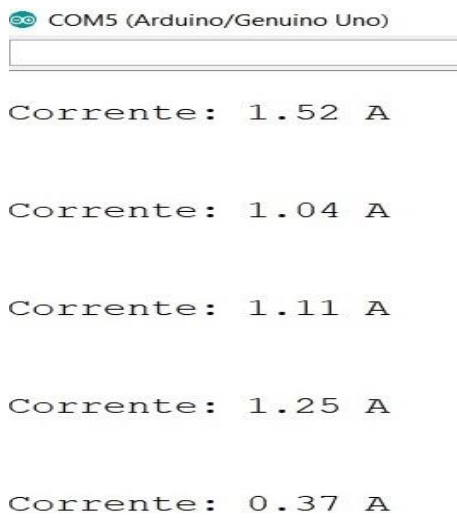 COM5 (Arduino/Genuino Uno)
Corrente: 1.52 A
Corrente: 1.04 A
Corrente: 1.11 A
Corrente: 1.25 A
Corrente: 0.37 A